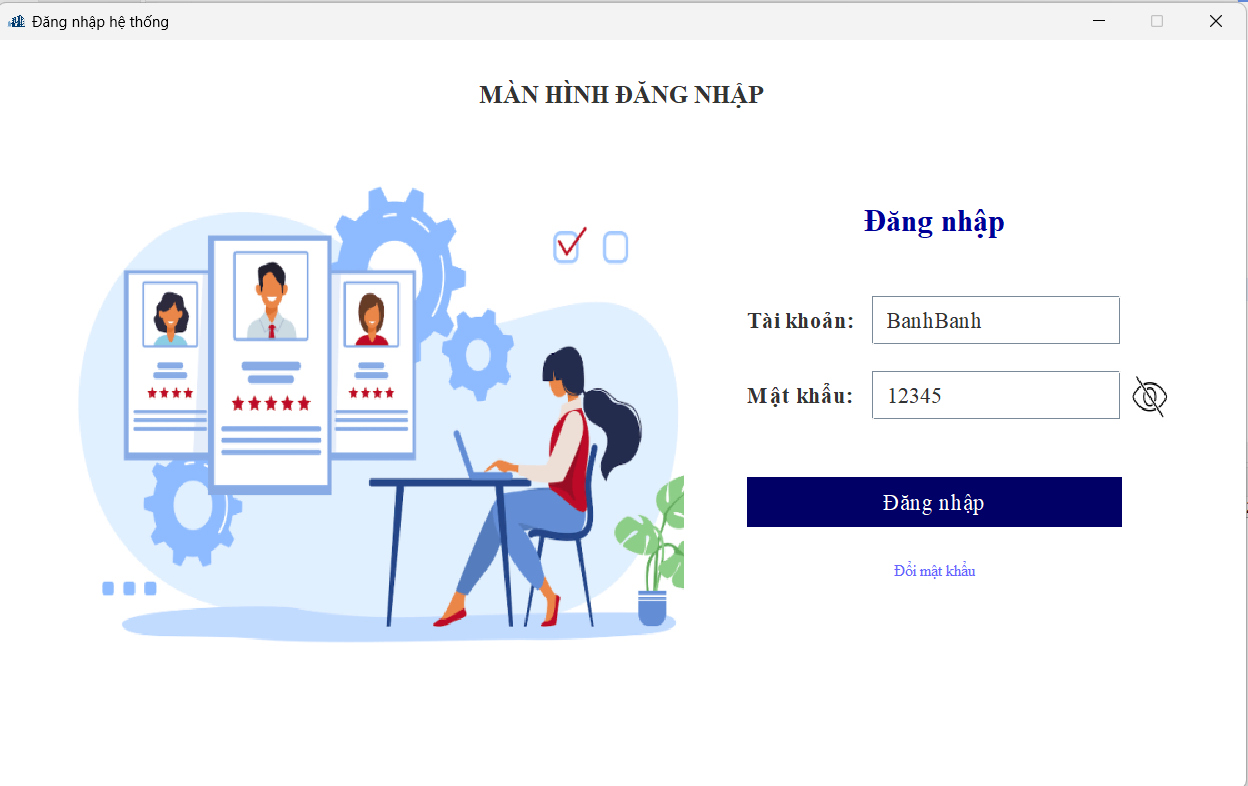 Đăng nhập hệ thống
MÀN HÌNH ĐĂNG NHẬP
Đăng nhập
Tài khoản: BanhBanh
Mật khẩu: 12345
Đăng nhập
Đổi mật khẩu